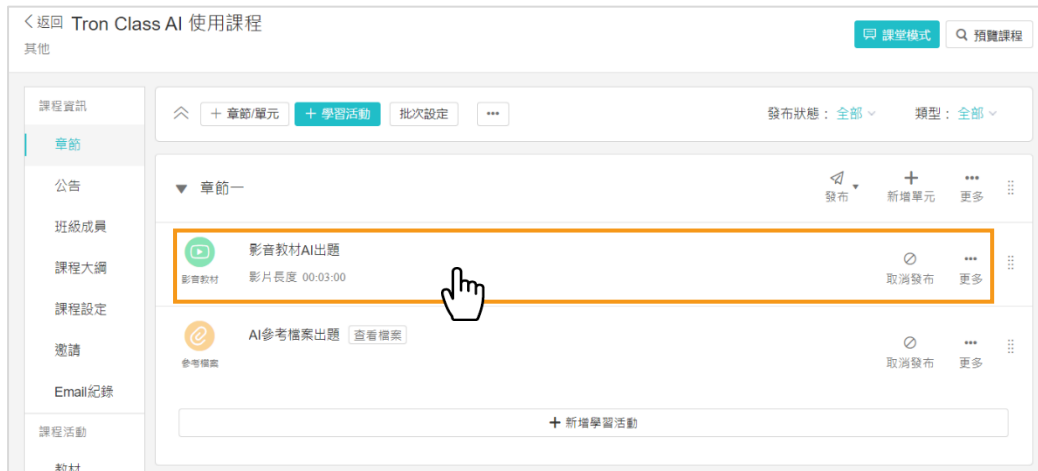 返回 Tron Class AI 使用課程
其他
課堂模式
預覽課程
課程資訊
章節
公告
班級成員
課程大綱
課程設定
邀請
Email紀錄
課程活動
教材
+ 章節/單元 + 學習活動 批次設定 ••• 發布狀態： 全部 類型： 全部
章節一
發布 新增單元 更多
影音教材AI出題
影音教材 影片長度 00:03:00
取消發布 更多
AI參考檔案出題 查看檔案
參考檔案
取消發布 更多
+ 新增學習活動